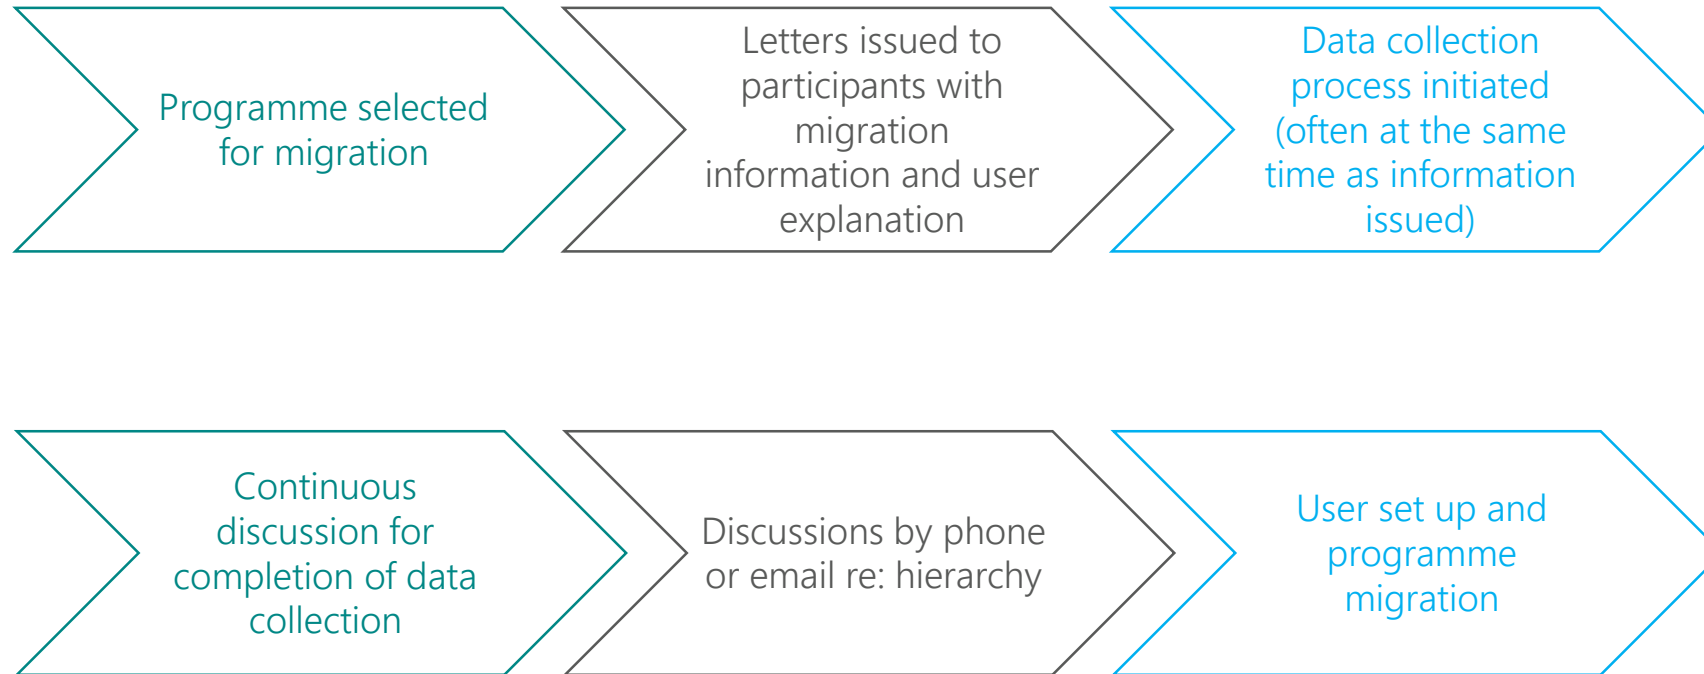 Programme selected
for migration
Letters issued to
participants with
migration
information and user
explanation
Data collection
process initiated
(often at the same
time as information
issued)
Continuous
discussion for
completion of data
collection
Discussions by phone
or email re: hierarchy
User set up and
programme
migration